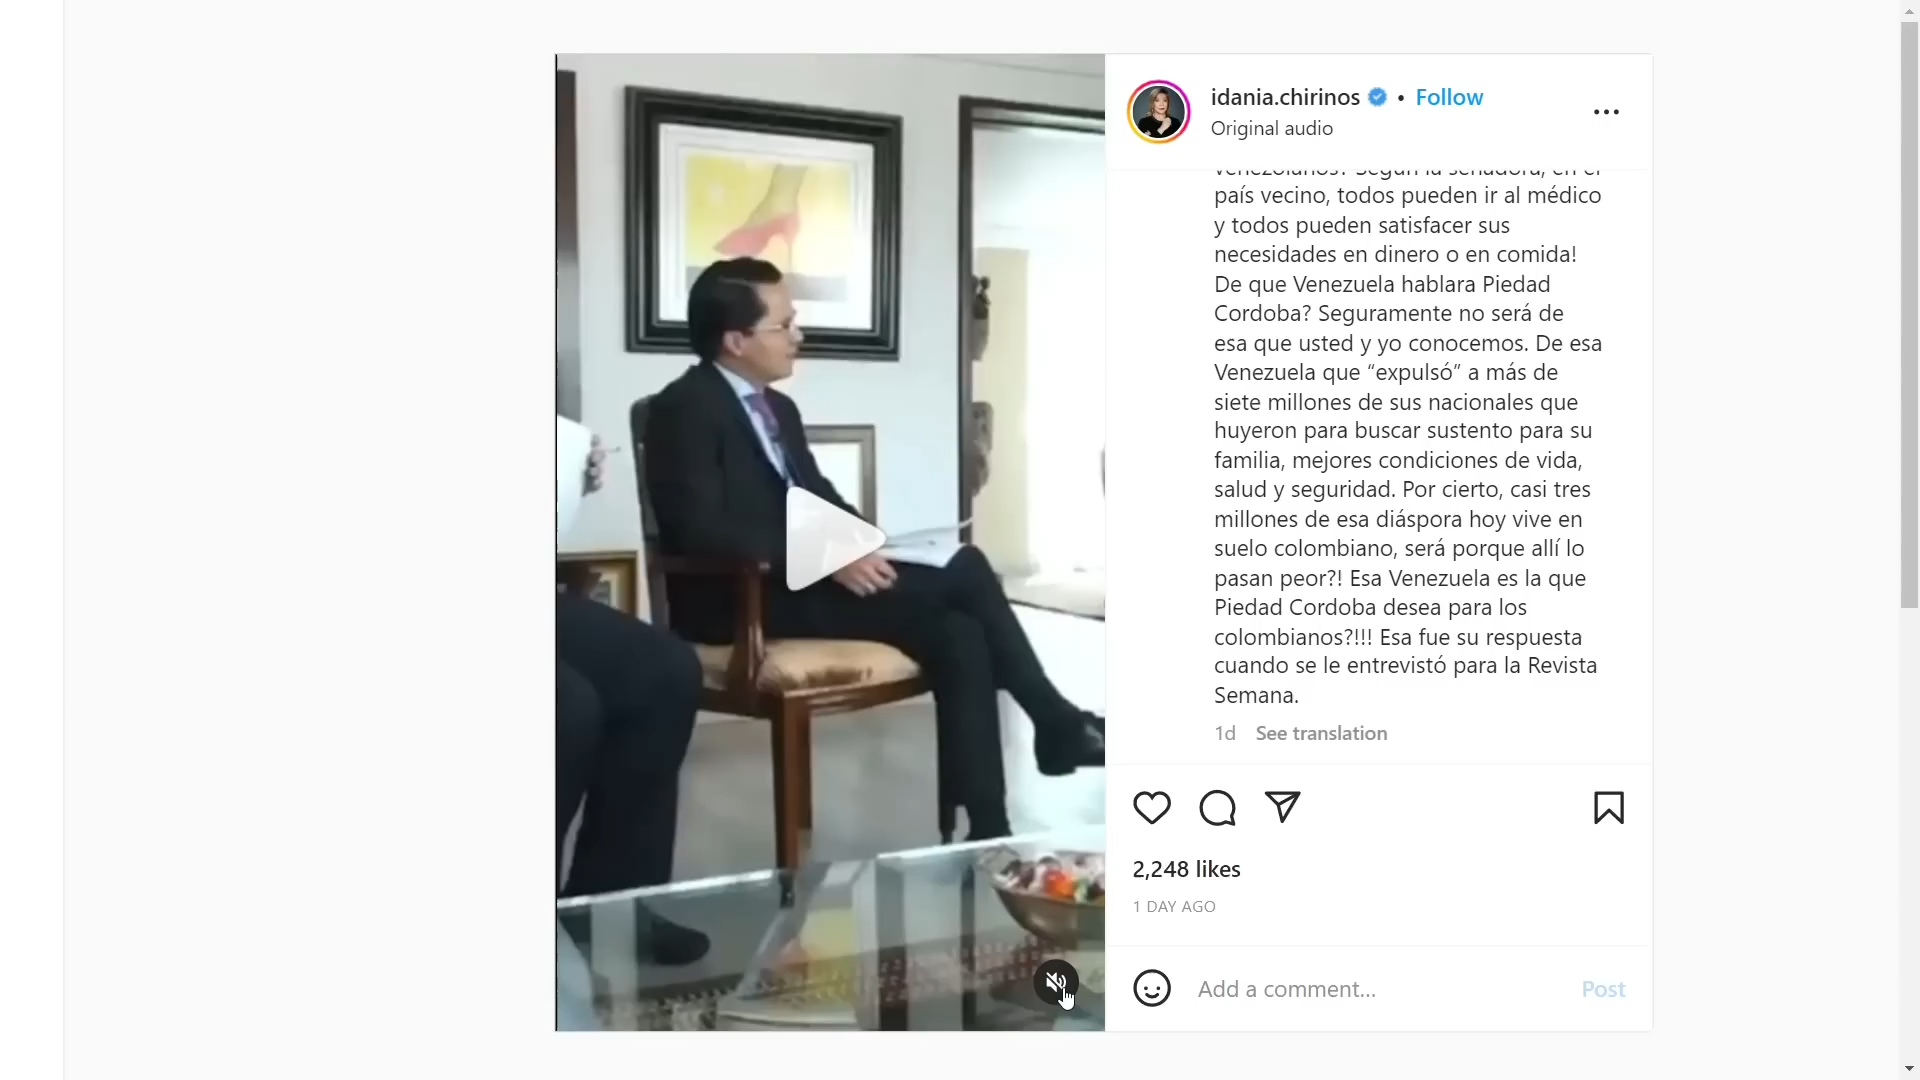 idania.chirinos • Follow
Original audio
venezolanos? Según la senadora, en el
país vecino, todos pueden ir al médico
y todos pueden satisfacer sus
necesidades en dinero o en comida!
De que Venezuela hablara Piedad
Cordoba? Seguramente no será de
esa que usted y yo conocemos. De esa
Venezuela que “expulsó” a más de
siete millones de sus nacionales que
huyeron para buscar sustento para su
familia, mejores condiciones de vida,
salud y seguridad. Por cierto, casi tres
millones de esa diáspora hoy vive en
suelo colombiano, será porque allí lo
pasan peor?! Esa Venezuela es la que
Piedad Cordoba desea para los
colombianos?!!! Esa fue su respuesta
cuando se le entrevistó para la Revista
Semana.
1d See translation
2,248 likes
1 DAY AGO
Add a comment... Post